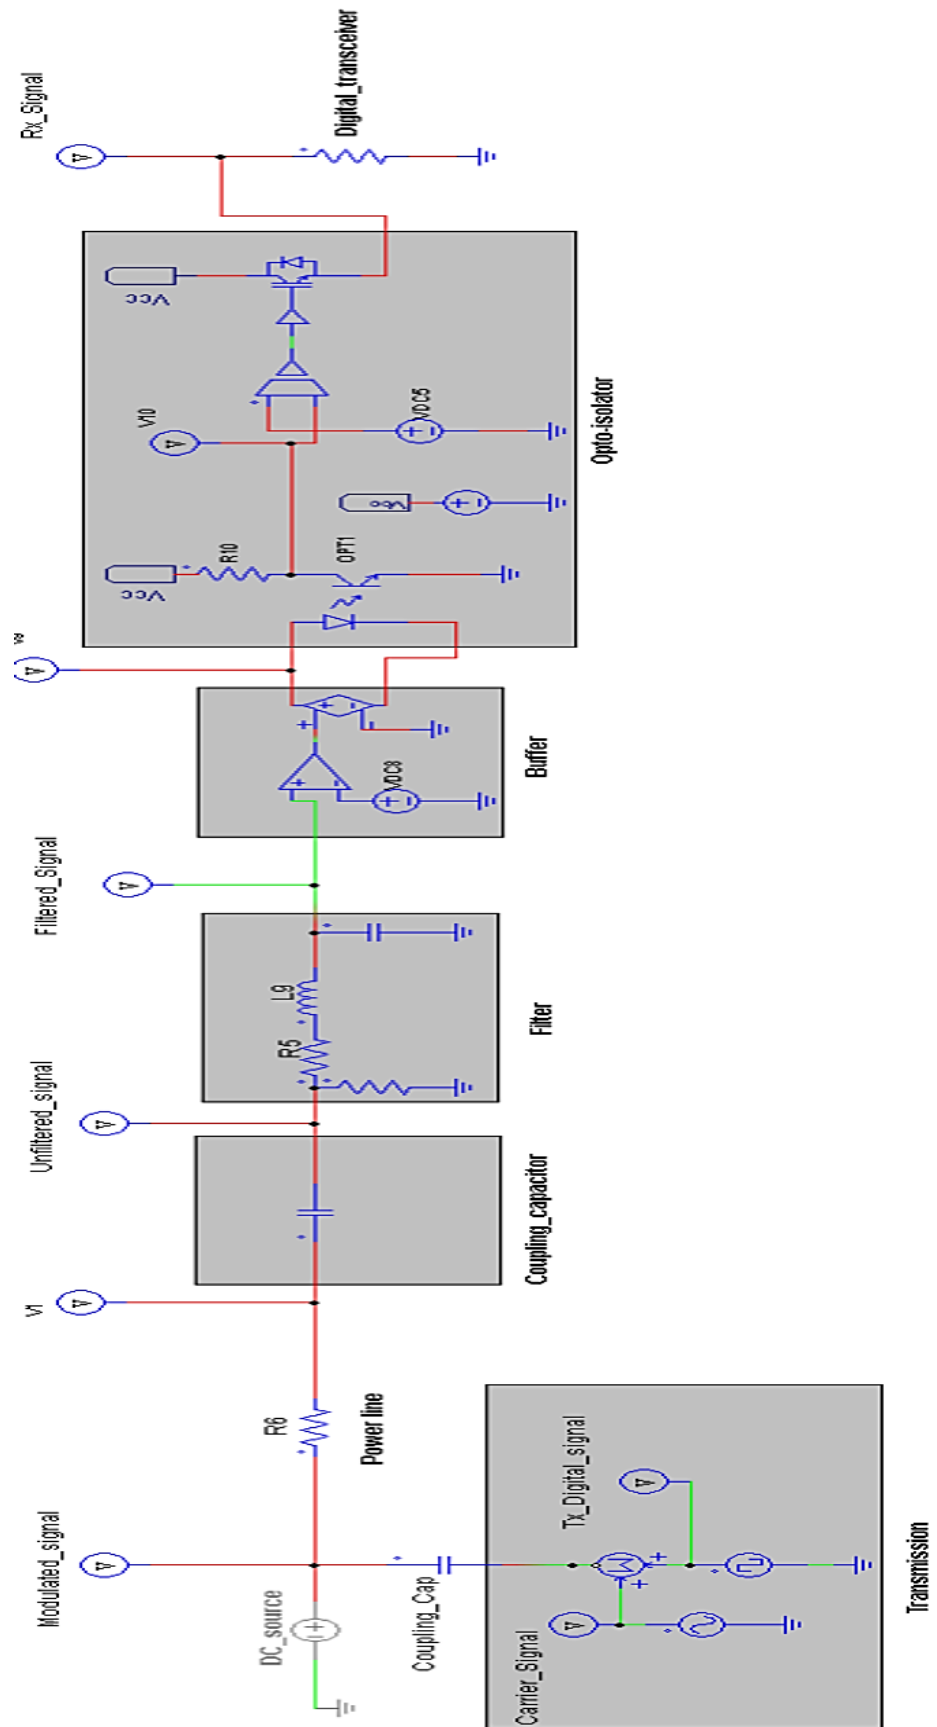 Rx_Signal
Digital_transceiver
Vcc
V10
VDC5
Vcc
Opto-isolator
Vcc
R10
OPT1
Buffer
VDC8
Filtered_Signal
L9
R5
Filter
Unfiltered_signal
Coupling_capacitor
V1
R6
Power line
Modulated_signal
DC_source
Coupling_Cap
Tx_Digital_signal
M
Carrier_Signal
Transmission